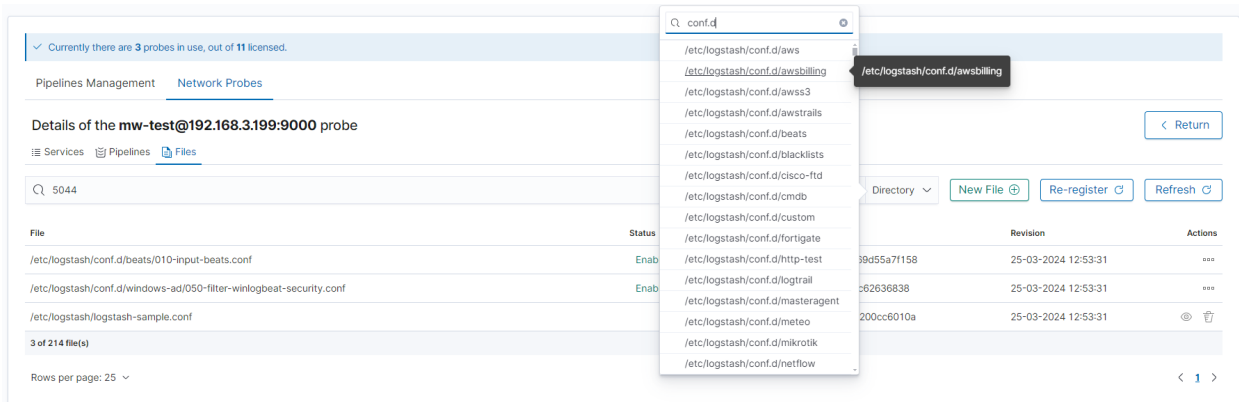 conf.d
Currently there are 3 probes in use, out of 11 licensed.
/etc/logstash/conf.d/aws
/etc/logstash/conf.d/awsbilling
/etc/logstash/conf.d/awsbilling
Pipelines Management Network Probes
/etc/logstash/conf.d/awss3
/etc/logstash/conf.d/awstrails
Details of the mw-test@192.168.3.199:9000 probe
< Return
/etc/logstash/conf.d/beats
Services Pipelines Files
/etc/logstash/conf.d/blacklists
/etc/logstash/conf.d/cisco-ftd
5044
Directory
New File
Re-register
Refresh
/etc/logstash/conf.d/cmdb
/etc/logstash/conf.d/custom
File Status Revision Actions
/etc/logstash/conf.d/fortigate
/etc/logstash/conf.d/beats/010-input-beats.conf Enab 9d55a7f158 25-03-2024 12:53:31
/etc/logstash/conf.d/http-test
/etc/logstash/conf.d/logtrail
/etc/logstash/conf.d/windows-ad/050-filter-winlogbeat-security.conf Enab c62636838 25-03-2024 12:53:31
/etc/logstash/conf.d/masteragent
/etc/logstash/logstash-sample.conf 200cc6010a 25-03-2024 12:53:31
/etc/logstash/conf.d/meteo
3 of 214 file(s)
/etc/logstash/conf.d/mikrotik
/etc/logstash/conf.d/netflow
Rows per page: 25
< 1 >